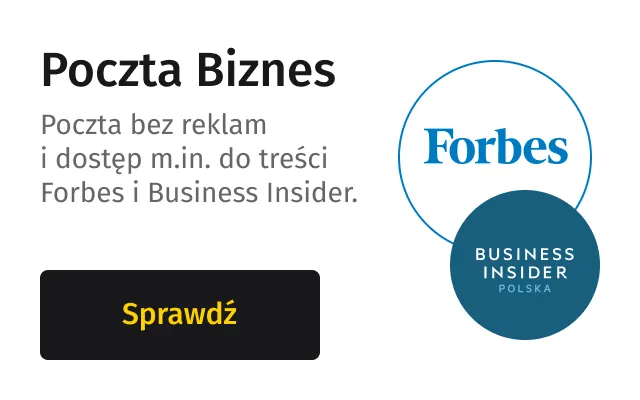 Poczta Biznes
Poczta bez reklam
i dostęp m.in. do treści
Forbes i Business Insider.
Sprawdź
Forbes
BUSINESS
INSIDER
POLSKA